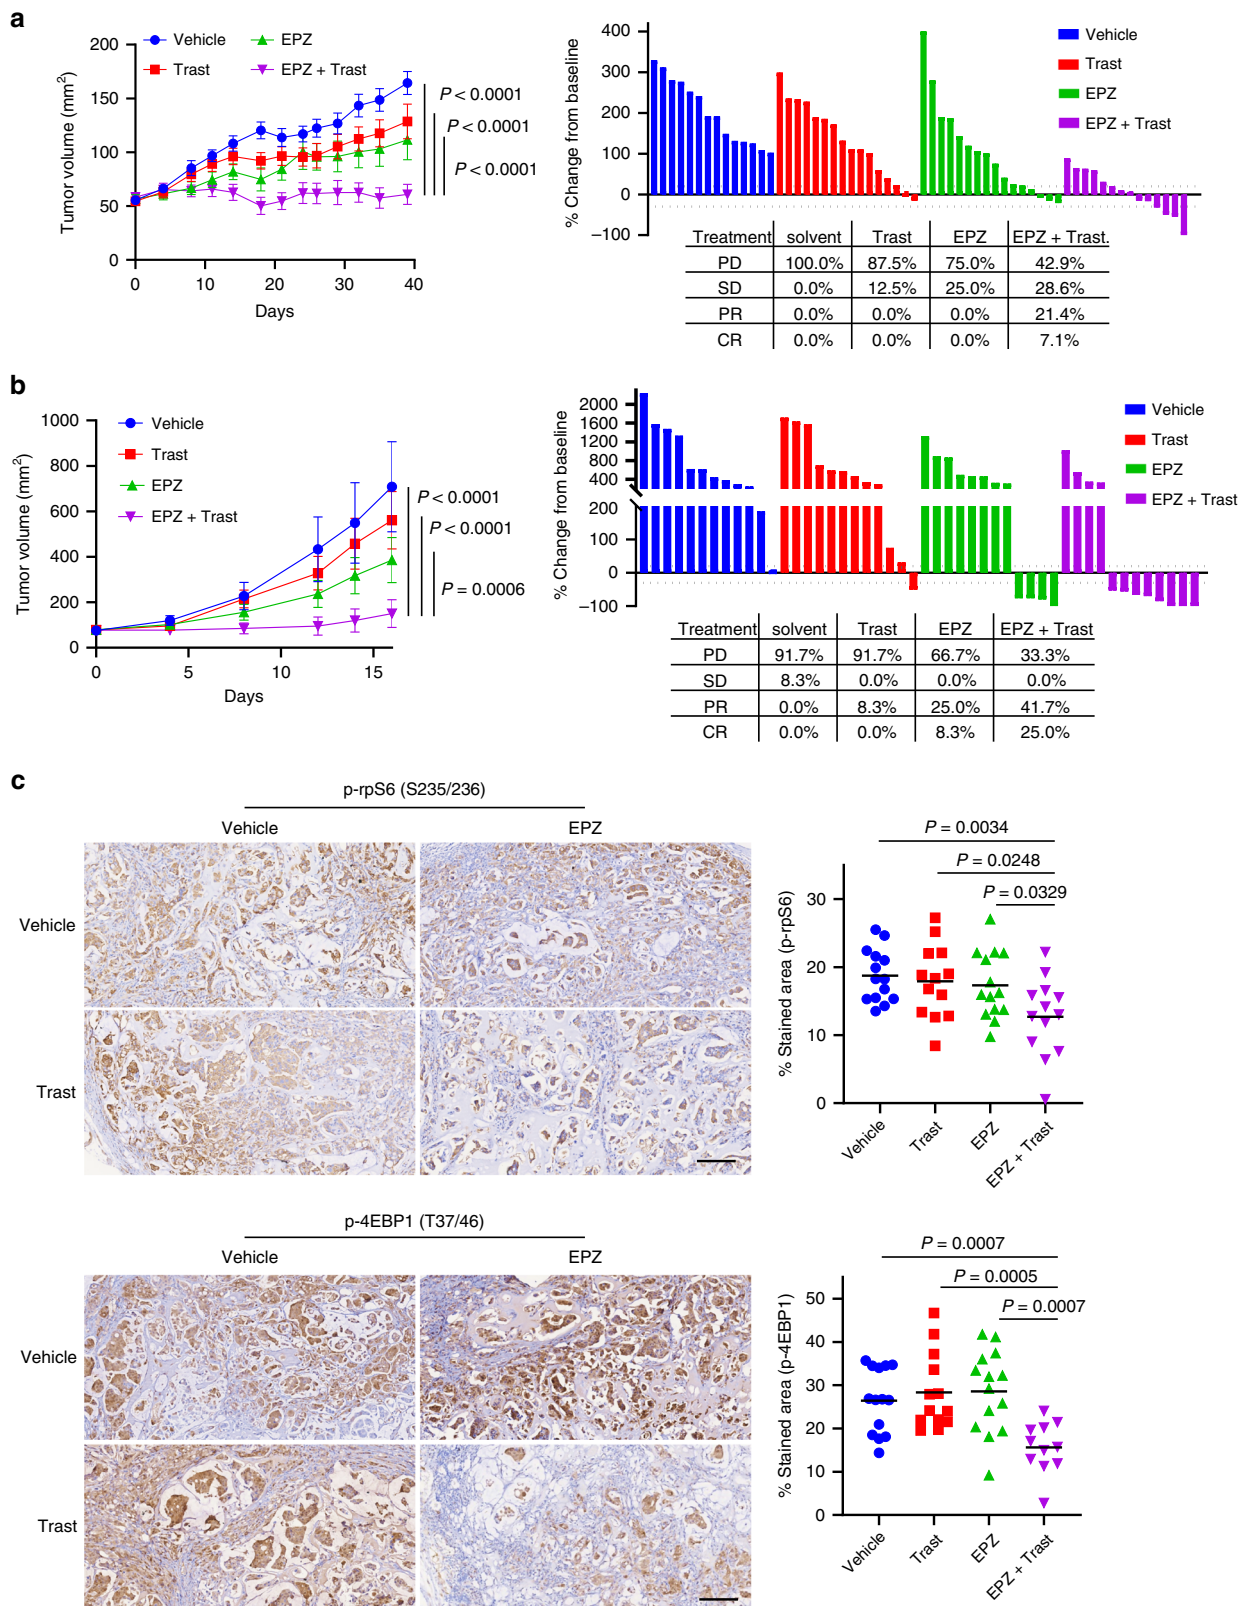 a
Tumor volume (mm2)
200
150
100
50
0
0 10 20 30 40
Days
Vehicle
Trast
EPZ
EPZ + Trast
P < 0.0001
P < 0.0001
P < 0.0001
% Change from baseline
400
300
200
100
0
–100
Vehicle
Trast
EPZ
EPZ + Trast
Treatment solvent Trast EPZ EPZ + Trast.
PD 100.0% 87.5% 75.0% 42.9%
SD 0.0% 12.5% 25.0% 28.6%
PR 0.0% 0.0% 0.0% 21.4%
CR 0.0% 0.0% 0.0% 7.1%
b
Tumor volume (mm2)
1000
800
600
400
200
0
0 5 10 15
Days
Vehicle
Trast
EPZ
EPZ + Trast
P < 0.0001
P < 0.0001
P = 0.0006
% Change from baseline
2000
1600
1200
800
400
200
100
0
–100
Vehicle
Trast
EPZ
EPZ + Trast
Treatment solvent Trast EPZ EPZ + Trast
PD 91.7% 91.7% 66.7% 33.3%
SD 8.3% 0.0% 0.0% 0.0%
PR 0.0% 8.3% 25.0% 41.7%
CR 0.0% 0.0% 8.3% 25.0%
c
p-rpS6 (S235/236)
Vehicle EPZ
Vehicle
Trast
% Stained area (p-rpS6)
30
20
10
0
P = 0.0034
P = 0.0248
P = 0.0329
Vehicle
Trast
EPZ
EPZ + Trast
p-4EBP1 (T37/46)
Vehicle EPZ
Vehicle
Trast
% Stained area (p-4EBP1)
50
40
30
20
10
0
P = 0.0007
P = 0.0005
P = 0.0007
Vehicle
Trast
EPZ
EPZ + Trast